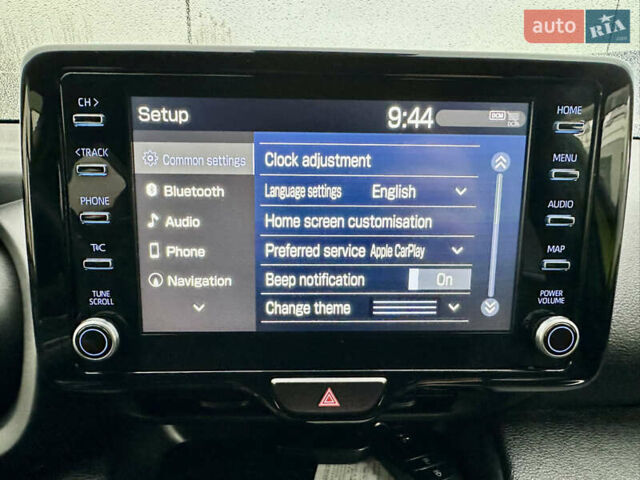 auto RIA
.com
CH >
<TRACK
PHONE
TUNE
SCROLL
Setup
9:44
DCM
Common settings
Bluetooth
Audio
Phone
Navigation
Clock adjustment
Language settings English
Home screen customisation
Preferred service Apple CarPlay
Beep notification On
Change theme
HOME
MENU
AUDIO
MAP
POWER
VOLUME